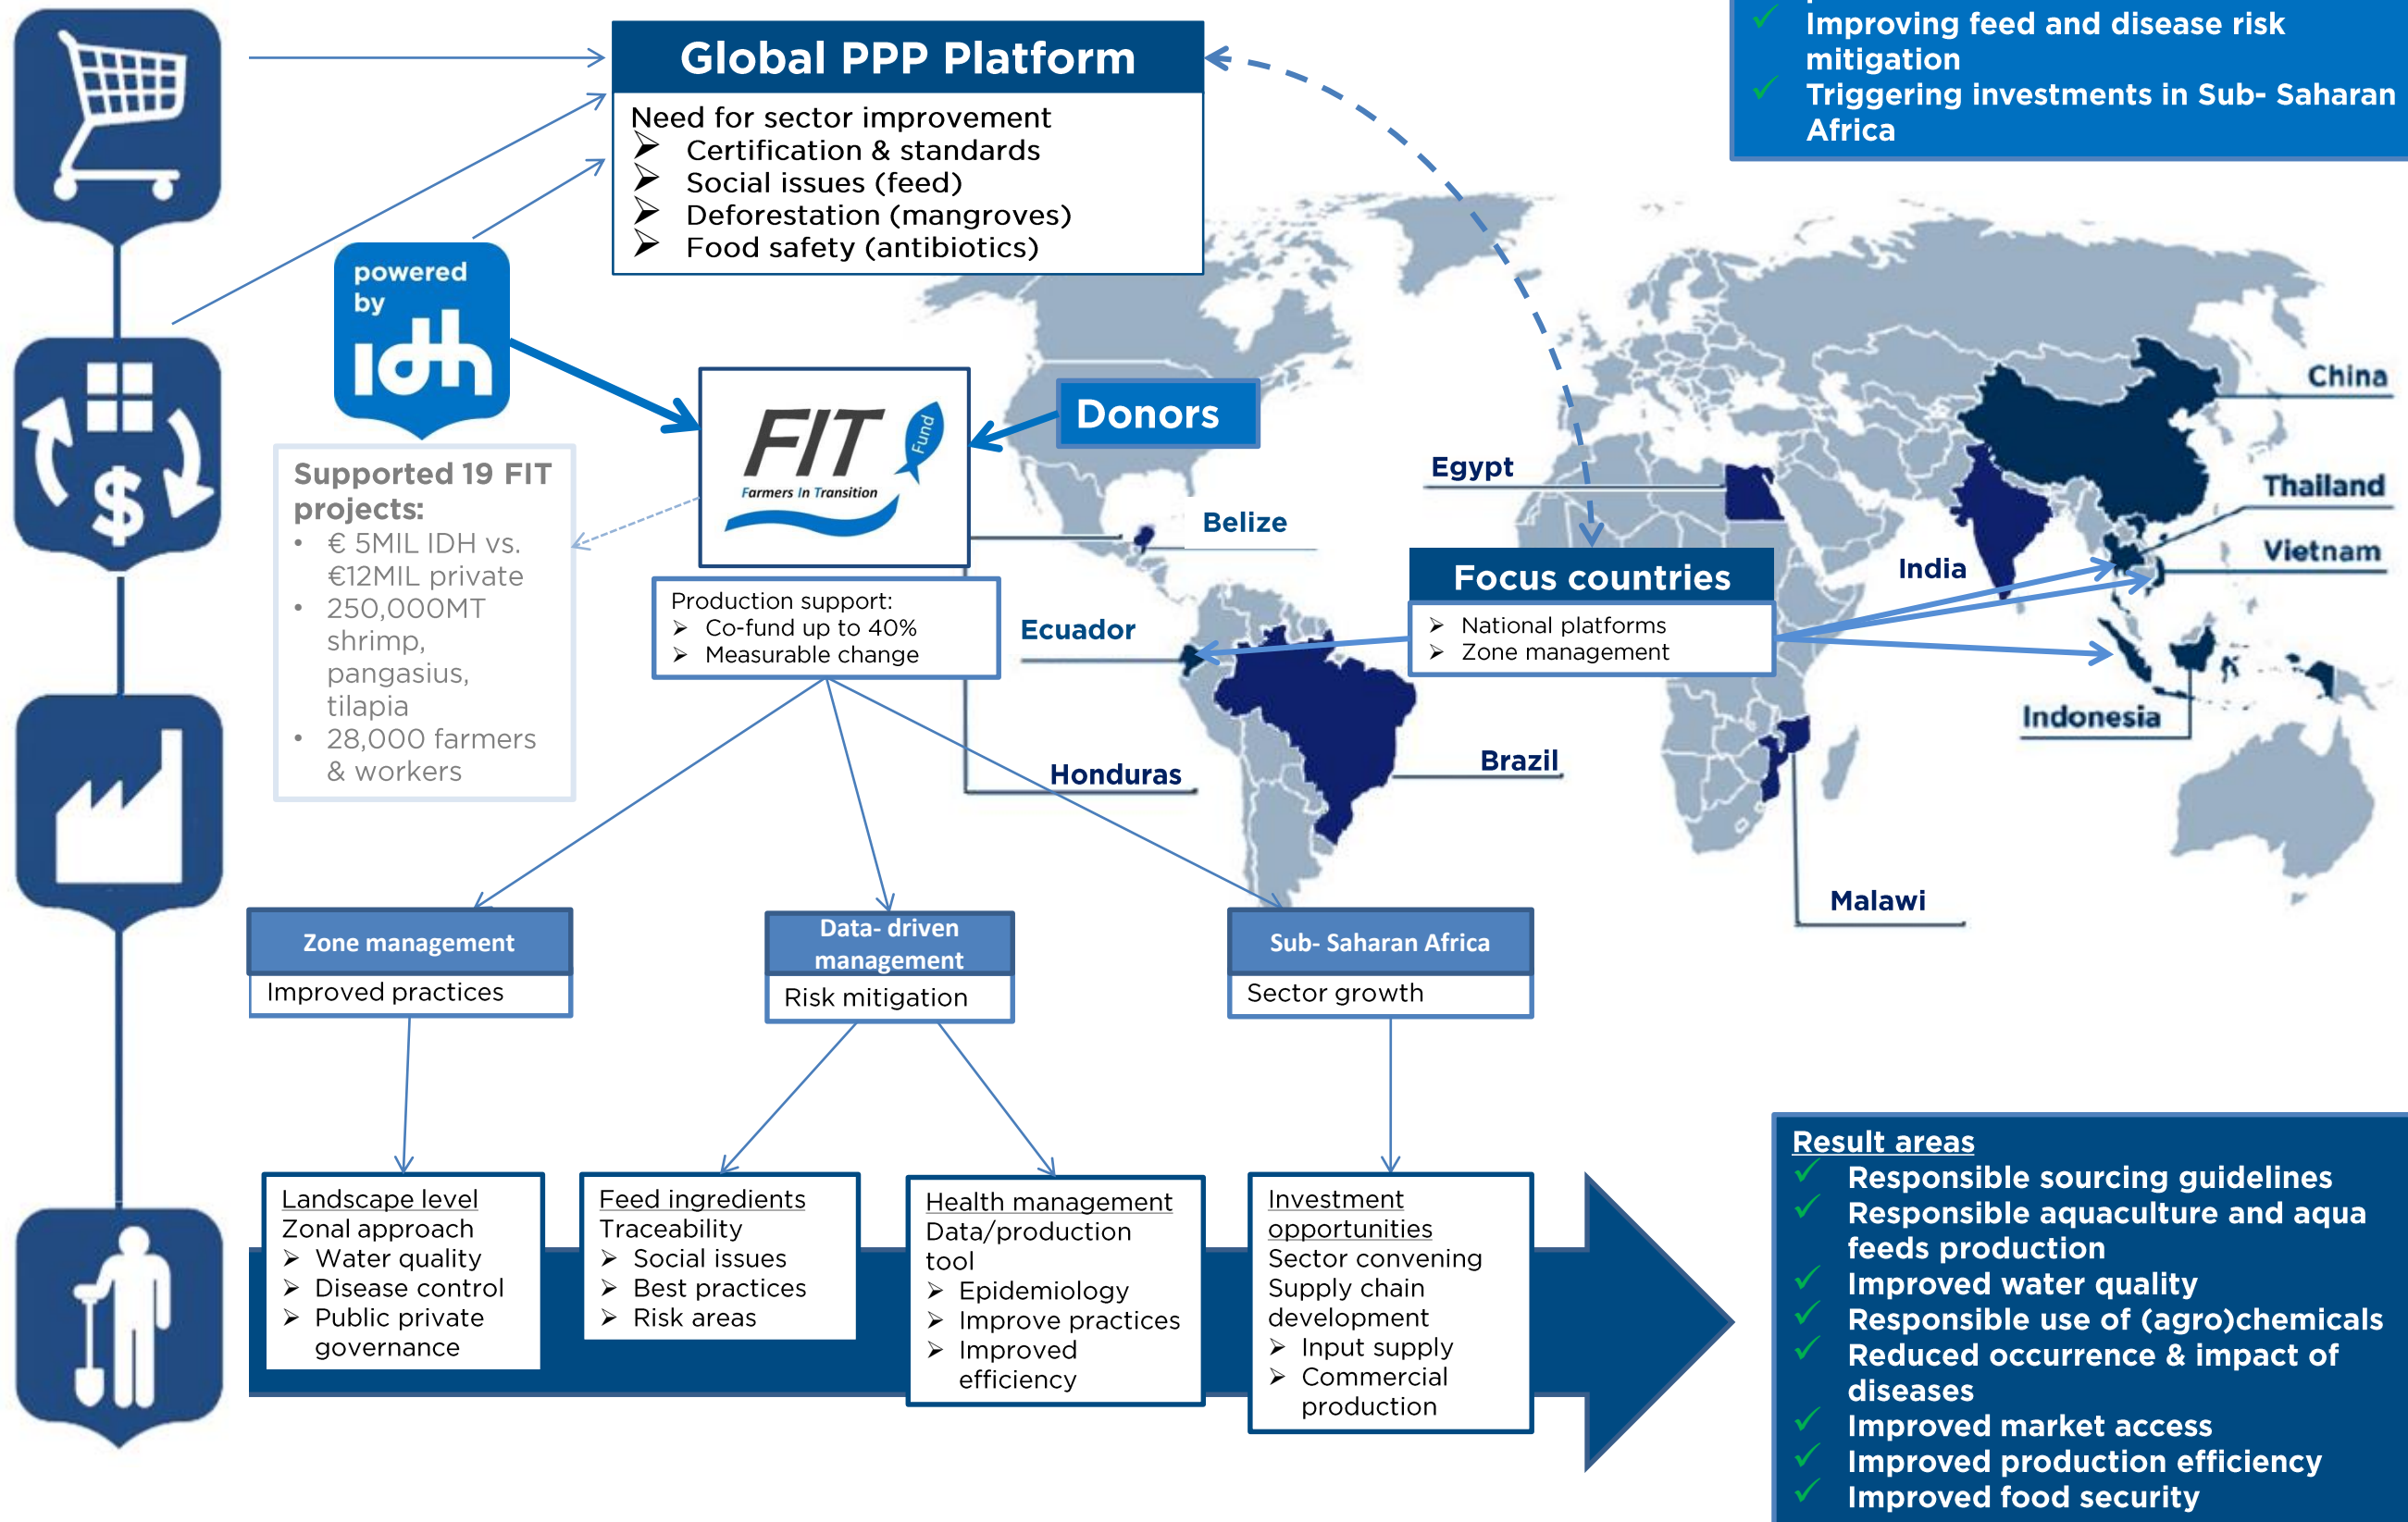 Improving feed and disease risk
mitigation
Triggering investments in Sub- Saharan
Africa
Global PPP Platform
Need for sector improvement
➢ Certification & standards
➢ Social issues (feed)
➢ Deforestation (mangroves)
➢ Food safety (antibiotics)
powered
by
idh
FIT
Fund
Farmers In Transition
Donors
Supported 19 FIT
projects:
• € 5MIL IDH vs.
€12MIL private
• 250,000MT
shrimp,
pangasius,
tilapia
• 28,000 farmers
& workers
$
Production support:
➢ Co-fund up to 40%
➢ Measurable change
Belize
Ecuador
Honduras
Brazil
Egypt
Focus countries
➢ National platforms
➢ Zone management
China
Thailand
Vietnam
India
Indonesia
Malawi
Zone management
Improved practices
Data- driven
management
Risk mitigation
Sub- Saharan Africa
Sector growth
Landscape level
Zonal approach
➢ Water quality
➢ Disease control
➢ Public private
governance
Feed ingredients
Traceability
➢ Social issues
➢ Best practices
➢ Risk areas
Health management
Data/production
tool
➢ Epidemiology
➢ Improve practices
➢ Improved
efficiency
Investment
opportunities
Sector convening
Supply chain
development
➢ Input supply
➢ Commercial
production
Result areas
✓ Responsible sourcing guidelines
✓ Responsible aquaculture and aqua
feeds production
✓ Improved water quality
✓ Responsible use of (agro)chemicals
✓ Reduced occurrence & impact of
diseases
✓ Improved market access
✓ Improved production efficiency
✓ Improved food security